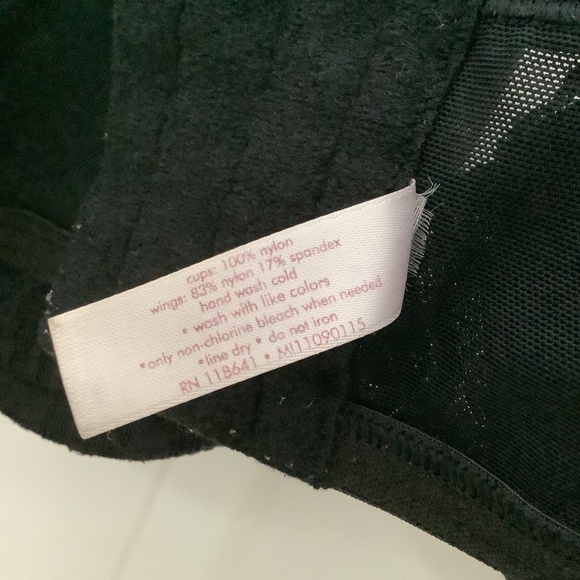 cups: 100% nylon
wings: 83% nylon 17% spandex
hand wash cold
• wash with like colors
•only non-chlorine bleach when needed
•line dry • do not iron
RN 118641 • MI11090115